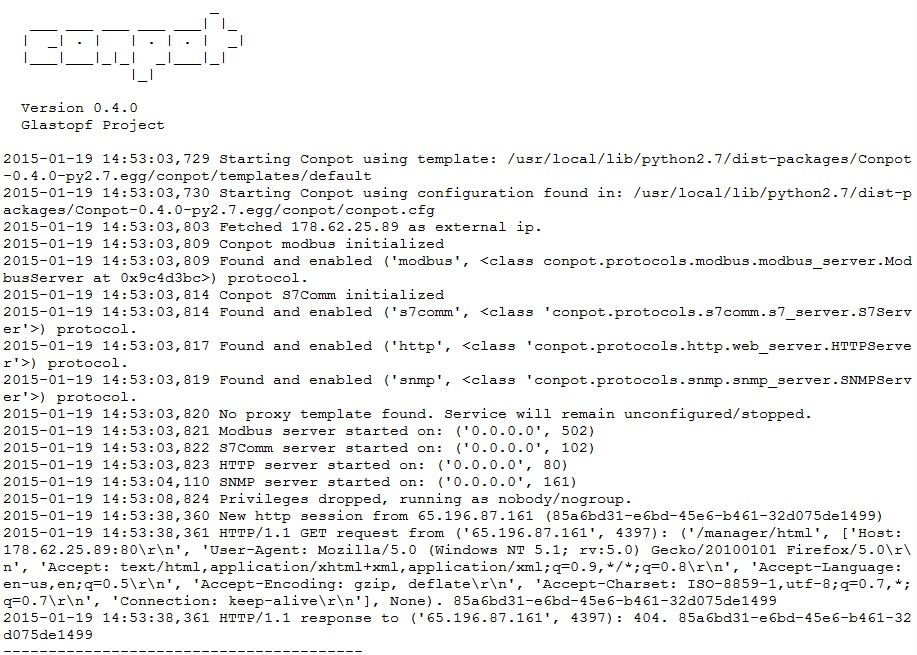 conpot
Version 0.4.0
Glastopf Project
2015-01-19 14:53:03,729 Starting Conpot using template: /usr/local/lib/python2.7/dist-packages/Conpot
-0.4.0-py2.7.egg/conpot/templates/default
2015-01-19 14:53:03,730 Starting Conpot using configuration found in: /usr/local/lib/python2.7/dist-p
ackages/Conpot-0.4.0-py2.7.egg/conpot/conpot.cfg
2015-01-19 14:53:03,803 Fetched 178.62.25.89 as external ip.
2015-01-19 14:53:03,809 Conpot modbus initialized
2015-01-19 14:53:03,809 Found and enabled ('modbus', <class conpot.protocols.modbus.modbus_server.Mod
busServer at 0x9c4d3bc>) protocol.
2015-01-19 14:53:03,814 Conpot S7Comm initialized
2015-01-19 14:53:03,814 Found and enabled ('s7comm', <class 'conpot.protocols.s7comm.s7_server.S7Serv
er'>) protocol.
2015-01-19 14:53:03,817 Found and enabled ('http', <class 'conpot.protocols.http.web_server.HTTPServe
r'>) protocol.
2015-01-19 14:53:03,819 Found and enabled ('snmp', <class 'conpot.protocols.snmp.snmp_server.SNMPServ
er'>) protocol.
2015-01-19 14:53:03,820 No proxy template found. Service will remain unconfigured/stopped.
2015-01-19 14:53:03,821 Modbus server started on: ('0.0.0.0', 502)
2015-01-19 14:53:03,822 S7Comm server started on: ('0.0.0.0', 102)
2015-01-19 14:53:03,823 HTTP server started on: ('0.0.0.0', 80)
2015-01-19 14:53:04,110 SNMP server started on: ('0.0.0.0', 161)
2015-01-19 14:53:08,824 Privileges dropped, running as nobody/nogroup.
2015-01-19 14:53:38,360 New http session from 65.196.87.161 (85a6bd31-e6bd-45e6-b461-32d075de1499)
2015-01-19 14:53:38,361 HTTP/1.1 GET request from ('65.196.87.161', 4397): ('/manager/html', ['Host: 
178.62.25.89:80\r\n', 'User-Agent: Mozilla/5.0 (Windows NT 5.1; rv:5.0) Gecko/20100101 Firefox/5.0\r\
n', 'Accept: text/html,application/xhtml+xml,application/xml;q=0.9,*/*;q=0.8\r\n', 'Accept-Language: 
en-us,en;q=0.5\r\n', 'Accept-Encoding: gzip, deflate\r\n', 'Accept-Charset: ISO-8859-1,utf-8;q=0.7,*;
q=0.7\r\n', 'Connection: keep-alive\r\n'], None). 85a6bd31-e6bd-45e6-b461-32d075de1499
2015-01-19 14:53:38,361 HTTP/1.1 response to ('65.196.87.161', 4397): 404. 85a6bd31-e6bd-45e6-b461-32
d075de1499
----------------------------------------